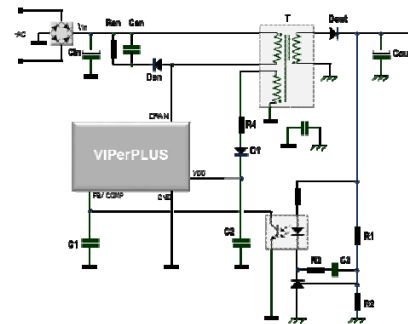 T
Dout
~AC
Vin
Rsn
Csn
Cin
Cout
Dsn
DRAIN
R4
VIPerPLUS
D1
VDD
FB/ COMP
GND
C1
C2
R1
R3
C3
R2